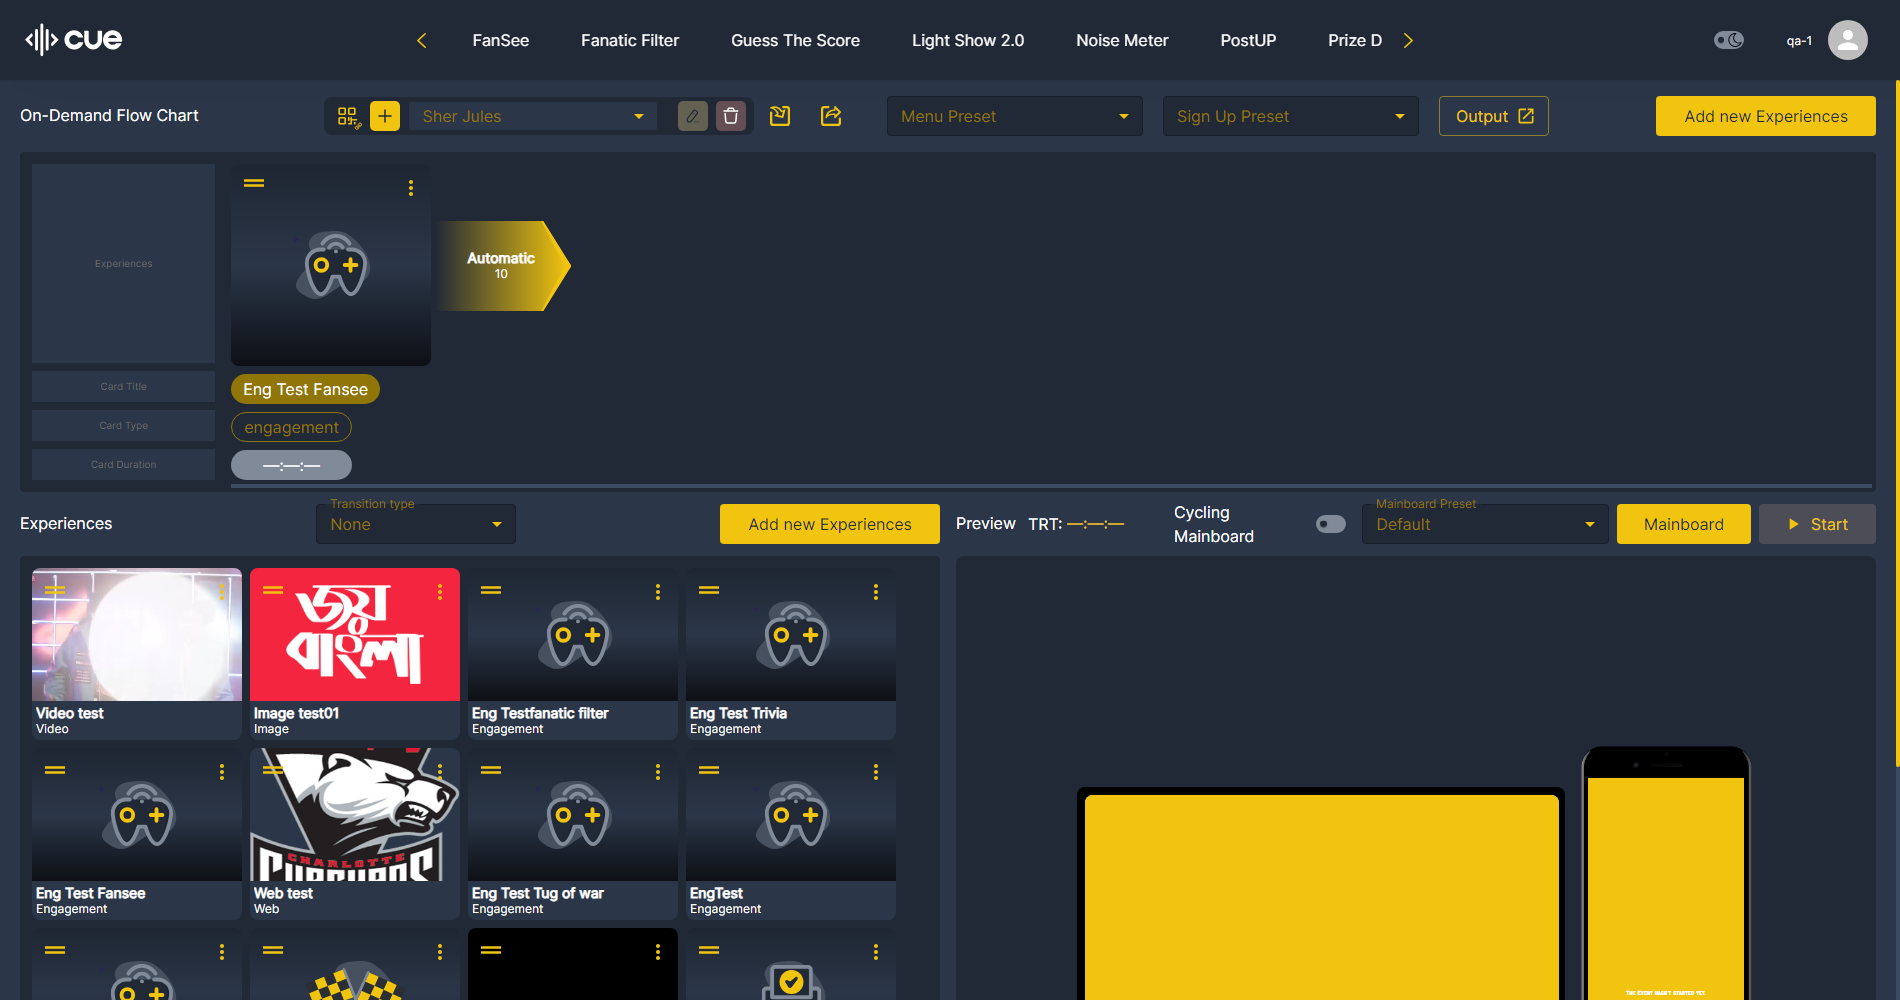 cue
FanSee
Fanatic Filter
Guess The Score
Light Show 2.0
Noise Meter
PostUP
Prize D
qa-1
On-Demand Flow Chart
Sher Jules
Menu Preset
Sign Up Preset
Output
Add new Experiences
Experiences
Automatic
10
Card Title
Eng Test Fansee
Card Type
engagement
Card Duration
—:—:—
Experiences
Transition type
None
Add new Experiences
Preview
TRT: —:—:—
Cycling
Mainboard
Mainboard Preset
Default
Mainboard
Start
জয়
বাংলা
Video test
Video
Image test01
Image
Eng Testfanatic filter
Engagement
Eng Test Trivia
Engagement
CHARLOTTE
Eng Test Fansee
Engagement
Web test
Web
Eng Test Tug of war
Engagement
EngTest
Engagement
THE EVENT HASN'T STARTED YET.